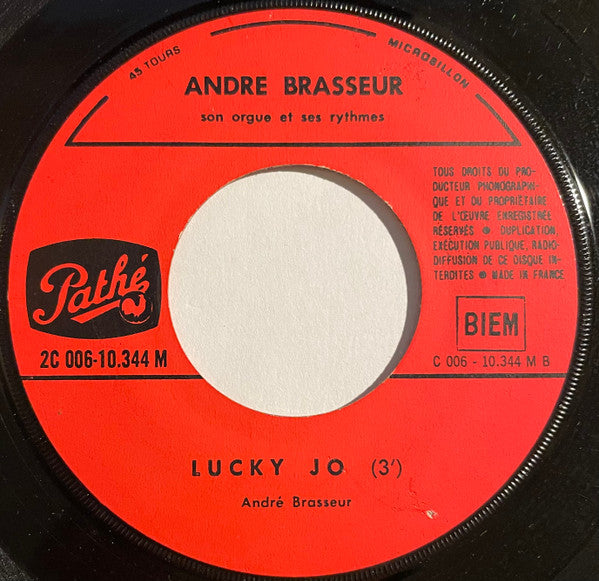 45 TOURS
MICROSILLON
ANDRE BRASSEUR
son orgue et ses rythmes
TOUS DROITS DU PRO-
DUCTEUR PHONOGRAPHI-
QUE ET DU PROPRIÉTAIRE
DE L'ŒUVRE ENREGISTRÉE
RÉSERVÉS ● DUPLICATION,
EXÉCUTION PUBLIQUE, RADIO-
DIFFUSION DE CE DISQUE IN-
TERDITES ● MADE IN FRANCE
Pathé
2C 006-10.344 M
BIEM
C 006 - 10.344 M B
LUCKY JO (3')
André Brasseur